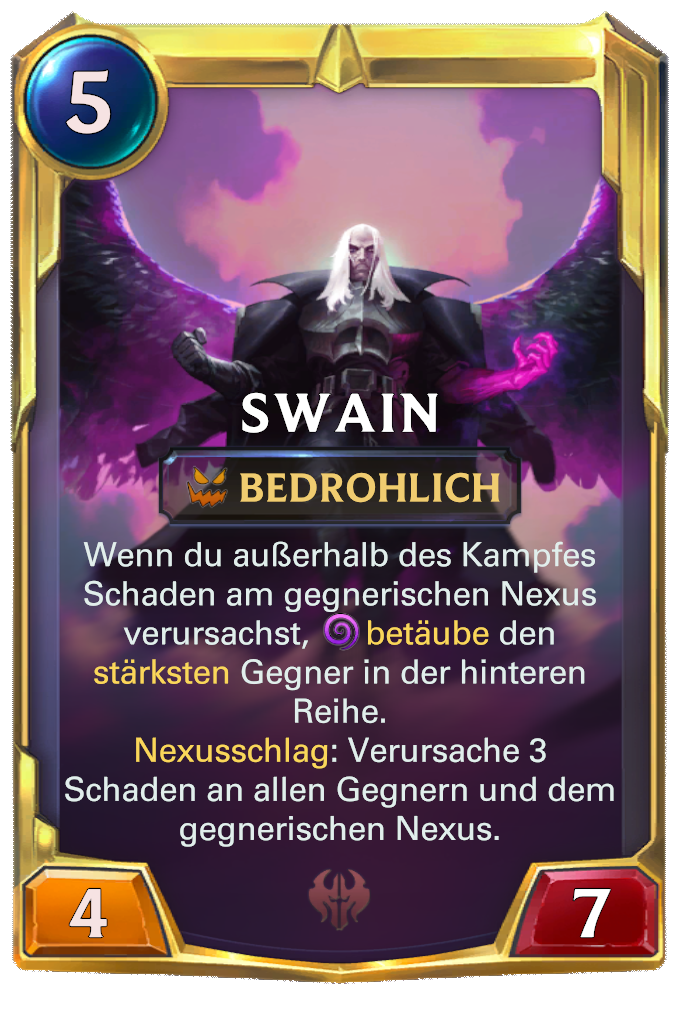 5
SWAIN
BEDROHLICH
Wenn du außerhalb des Kampfes
Schaden am gegnerischen Nexus
verursachst, betäube den
stärksten Gegner in der hinteren
Reihe.
Nexusschlag: Verursache 3
Schaden an allen Gegnern und dem
gegnerischen Nexus.
4
7